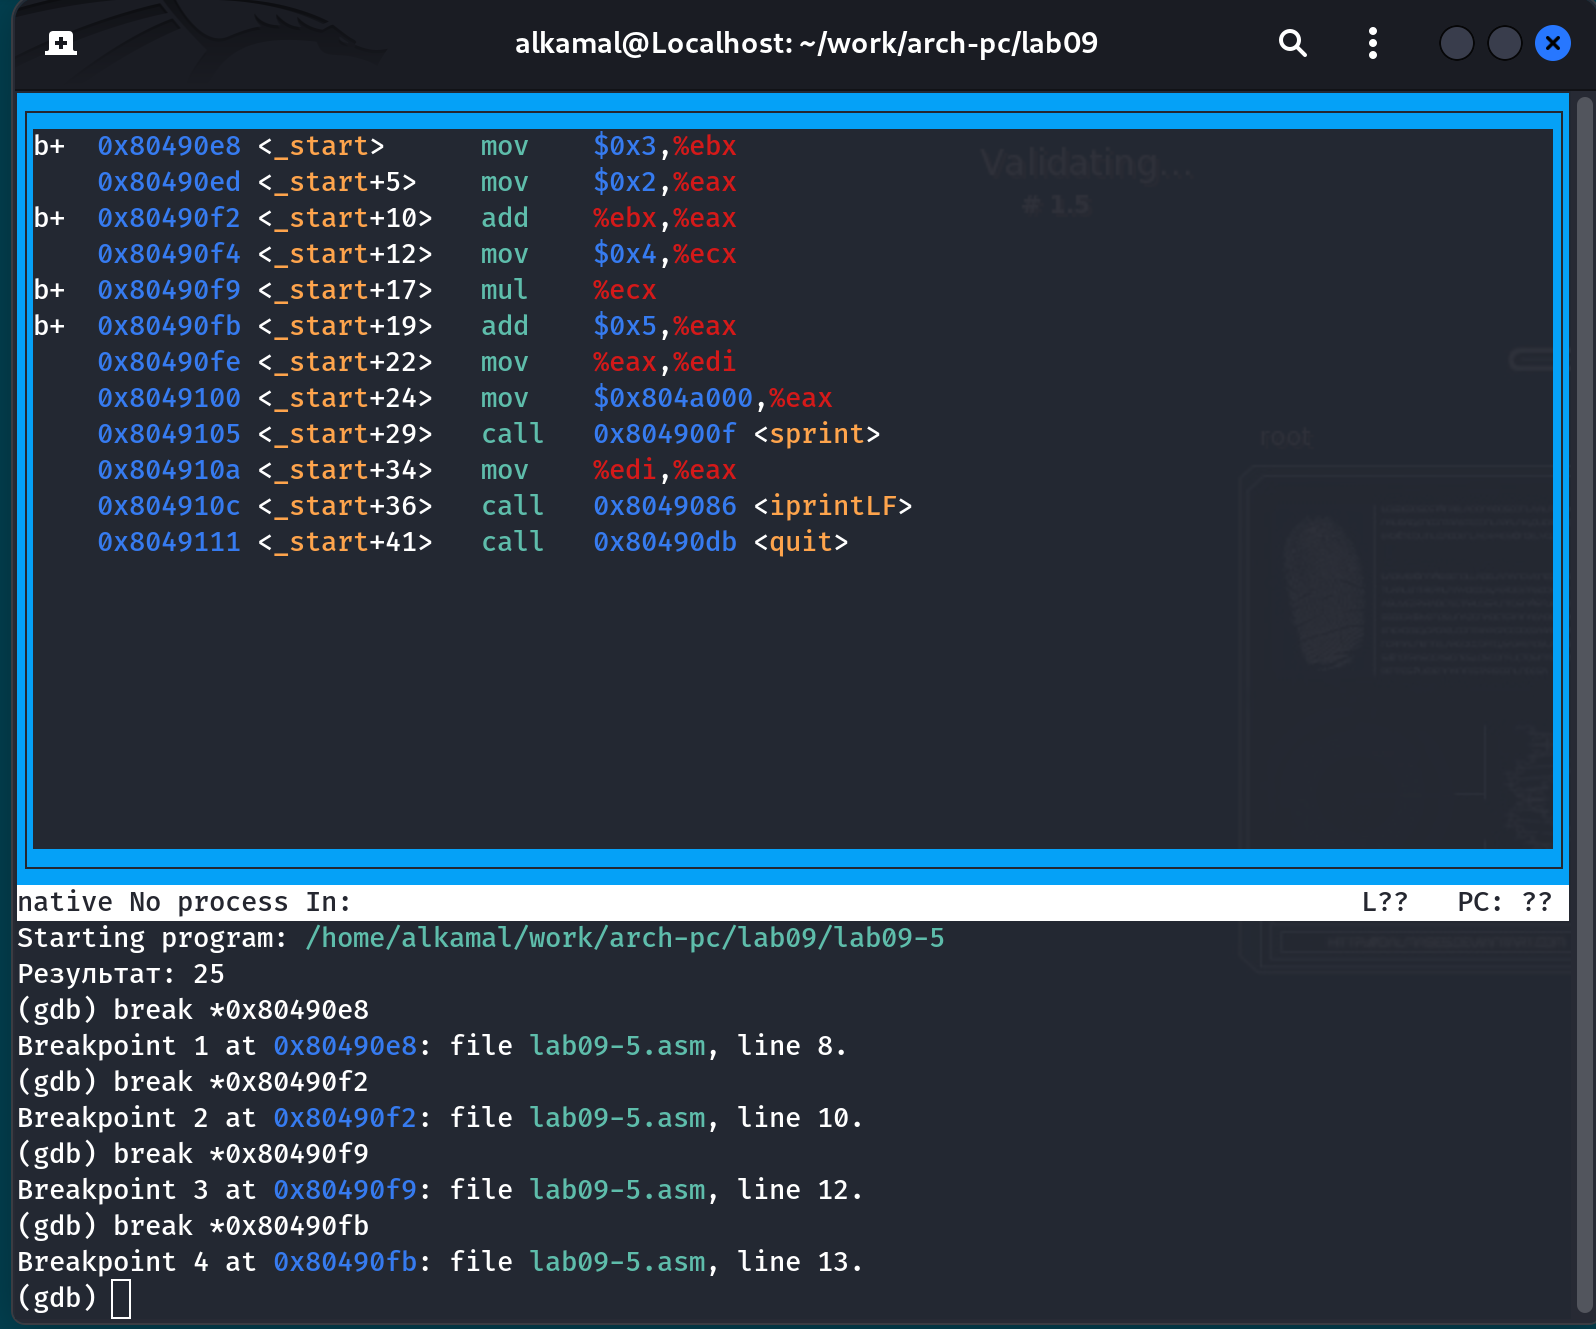 alkamal@Localhost: ~/work/arch-pc/lab09
b+ 0x80490e8 <_start> mov $0x3,%ebx
0x80490ed <_start+5> mov $0x2,%eax
b+ 0x80490f2 <_start+10> add %ebx,%eax
0x80490f4 <_start+12> mov $0x4,%ecx
b+ 0x80490f9 <_start+17> mul %ecx
b+ 0x80490fb <_start+19> add $0x5,%eax
0x80490fe <_start+22> mov %eax,%edi
0x8049100 <_start+24> mov $0x804a000,%eax
0x8049105 <_start+29> call 0x804900f <sprint>
0x804910a <_start+34> mov %edi,%eax
0x804910c <_start+36> call 0x8049086 <iprintLF>
0x8049111 <_start+41> call 0x80490db <quit>
Validating...
# 1.5
root
native No process In: L?? PC: ??
Starting program: /home/alkamal/work/arch-pc/lab09/lab09-5
Результат: 25
(gdb) break *0x80490e8
Breakpoint 1 at 0x80490e8: file lab09-5.asm, line 8.
(gdb) break *0x80490f2
Breakpoint 2 at 0x80490f2: file lab09-5.asm, line 10.
(gdb) break *0x80490f9
Breakpoint 3 at 0x80490f9: file lab09-5.asm, line 12.
(gdb) break *0x80490fb
Breakpoint 4 at 0x80490fb: file lab09-5.asm, line 13.
(gdb)